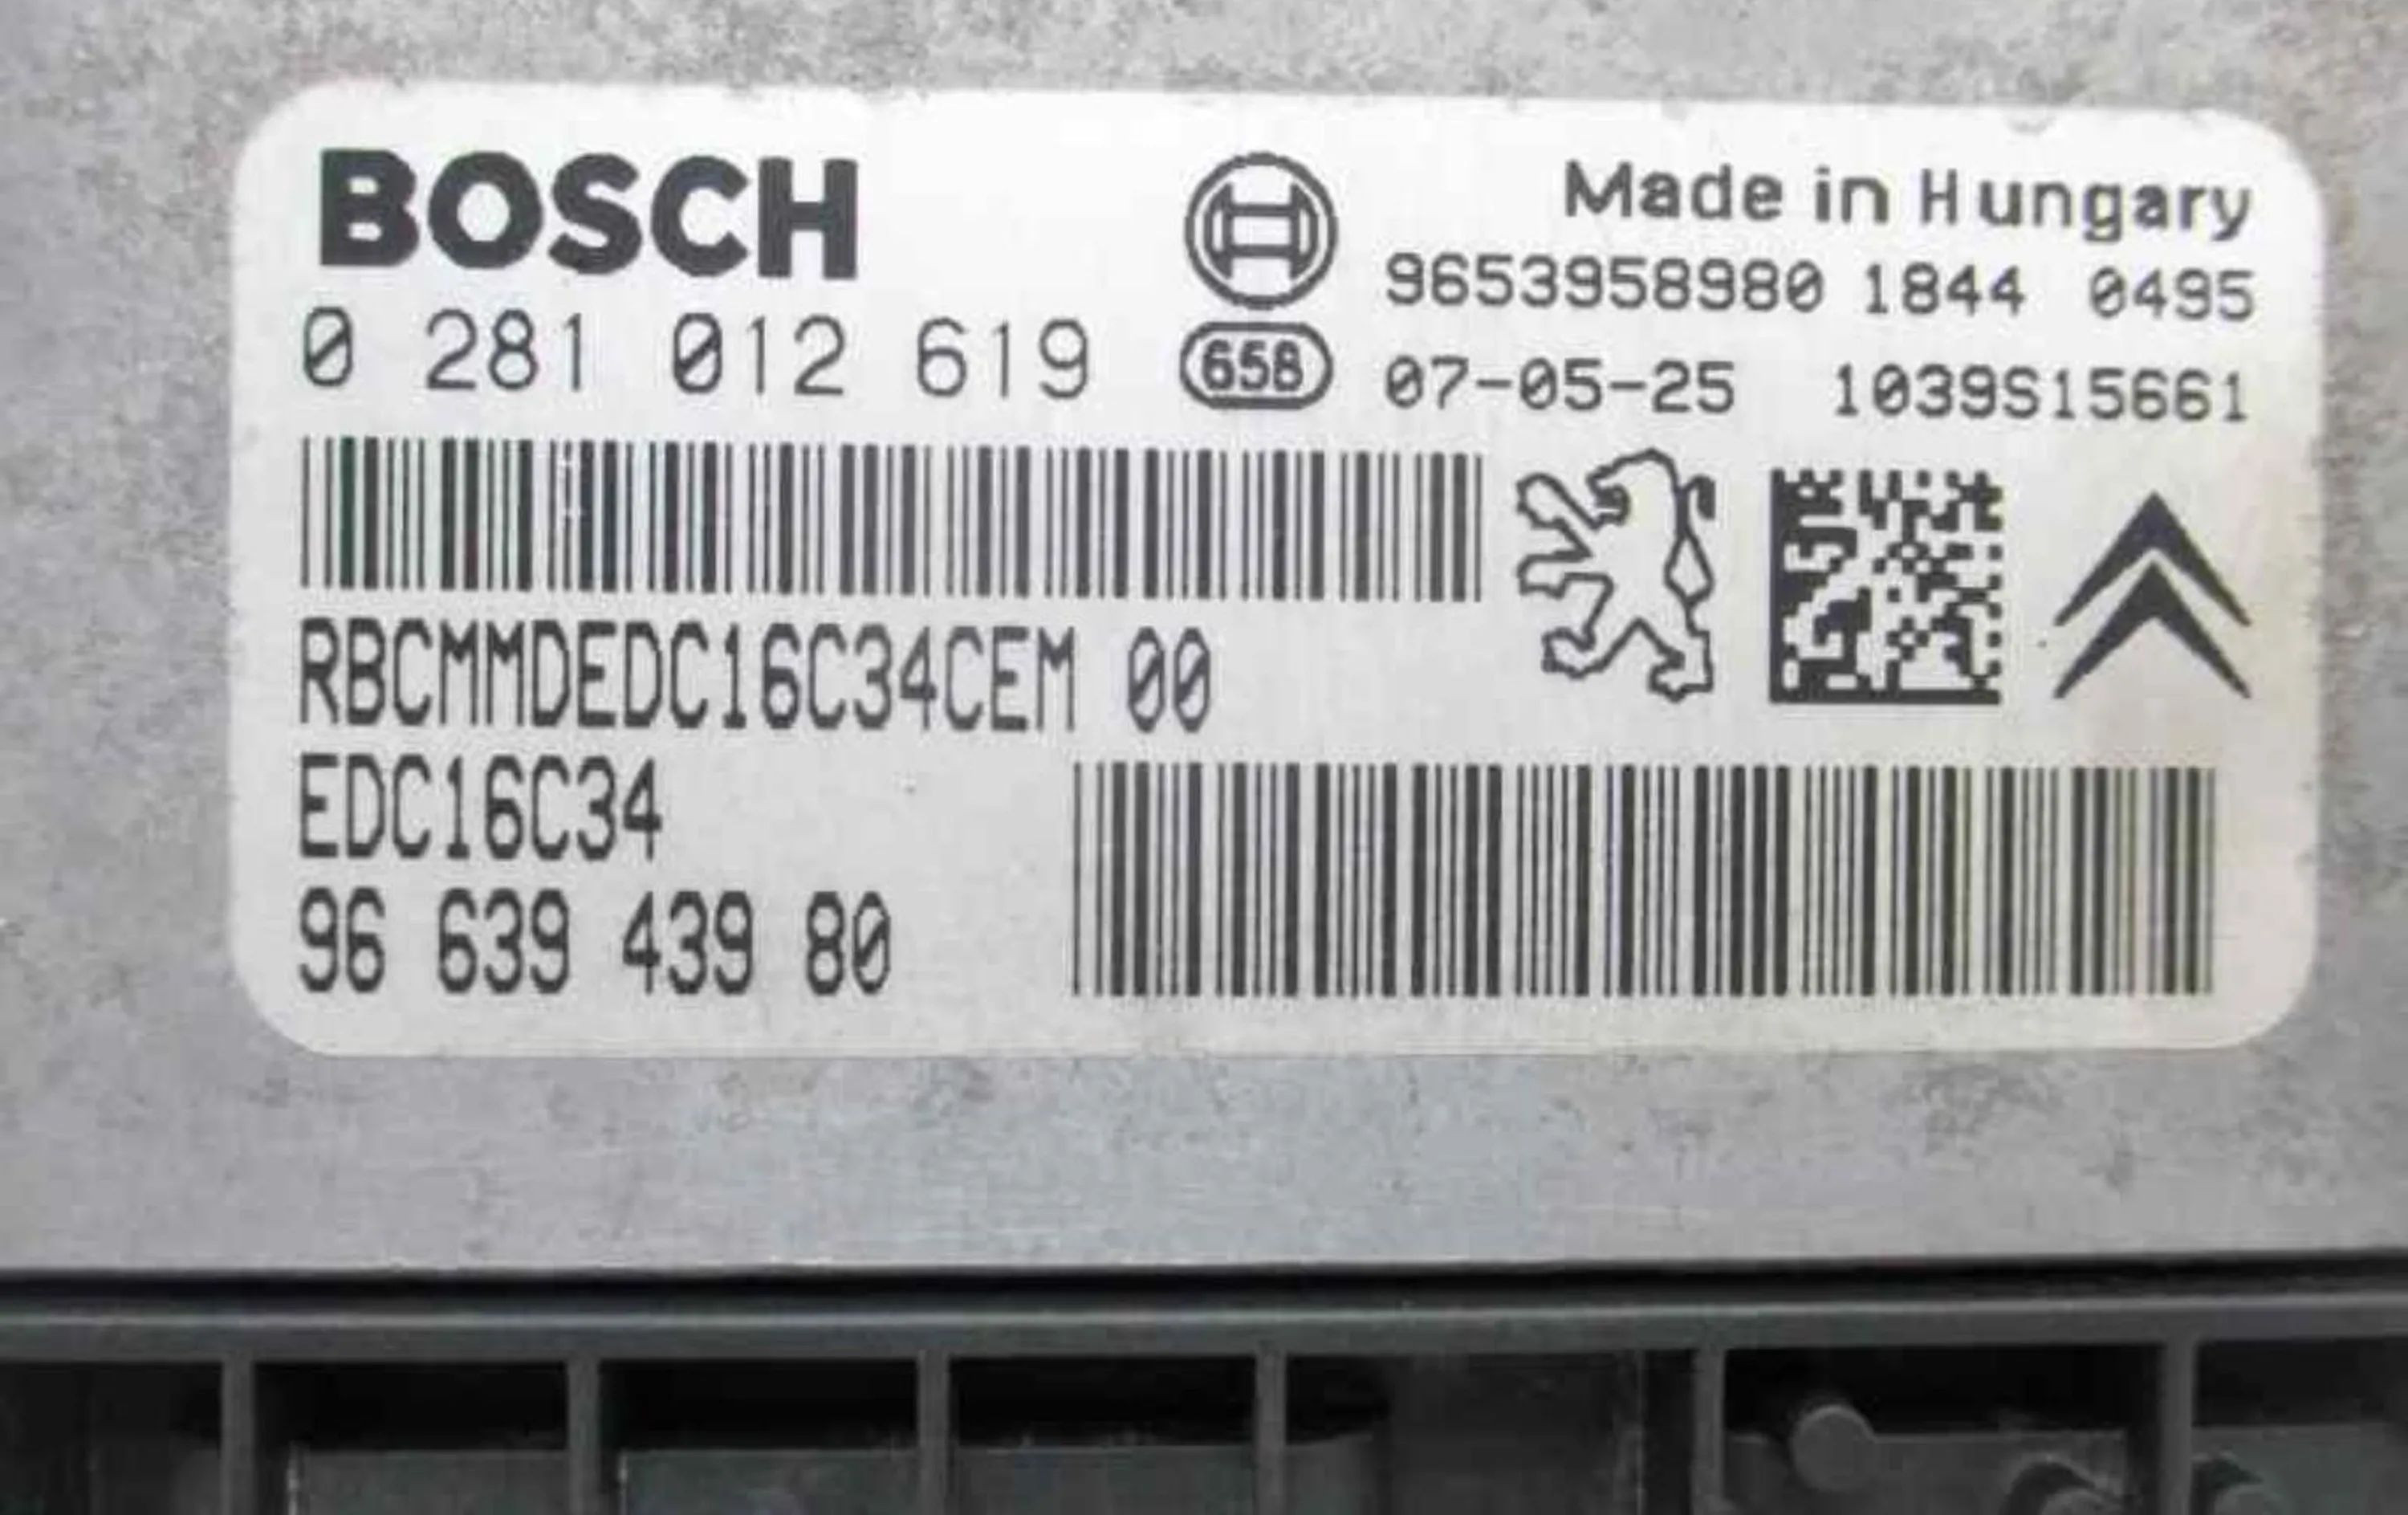 BOSCH
Made in Hungary
9653958980 1844 0495
0 281 012 619
658
07-05-25 1039S15661
RBCMMDEDC16C34CEM 00
EDC16C34
96 639 439 80